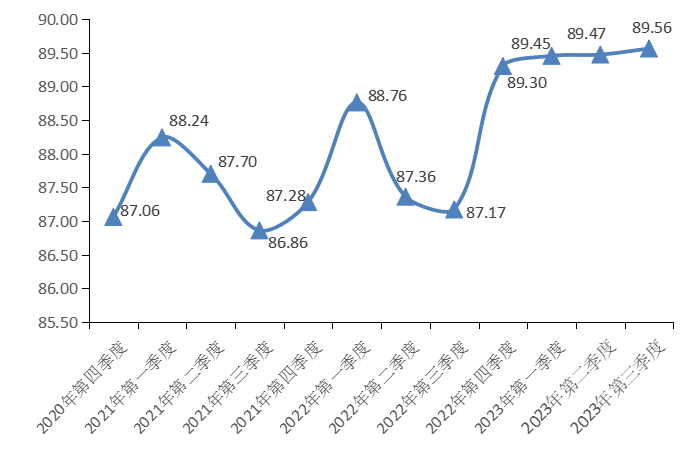 90.00
89.50
89.00
88.50
88.00
87.50
87.00
86.50
86.00
85.50
87.06
88.24
87.70
86.86
87.28
88.76
87.36
87.17
89.30
89.45
89.47
89.56
2020年第四季度
2021年第一季度
2021年第二季度
2021年第三季度
2021年第四季度
2022年第一季度
2022年第二季度
2022年第三季度
2022年第四季度
2023年第一季度
2023年第二季度
2023年第三季度